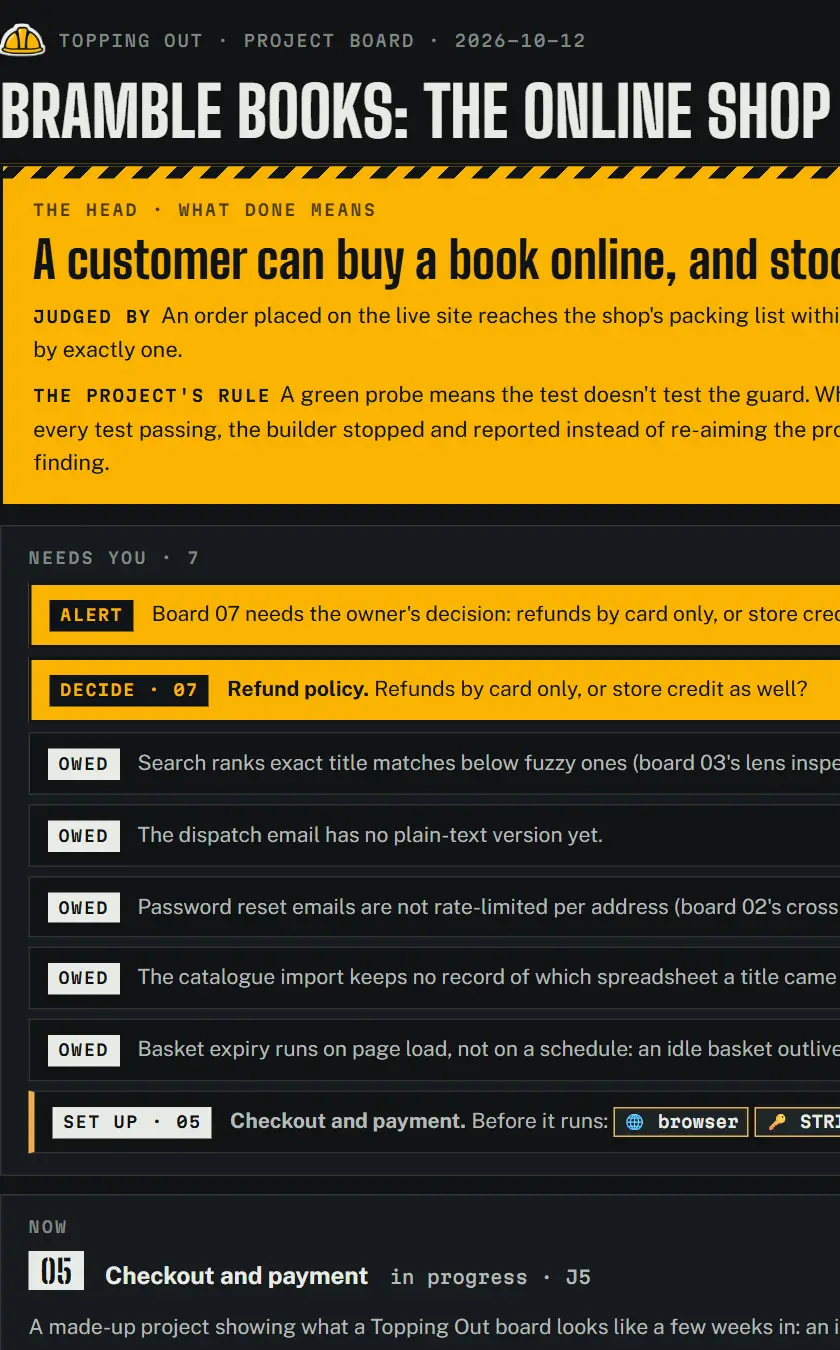 TOPPING OUT · PROJECT BOARD · 2026-10-12
BRAMBLE BOOKS: THE ONLINE SHOP
THE HEAD · WHAT DONE MEANS
A customer can buy a book online, and
JUDGED BY An order placed on the live site reaches the shop's packing list
by exactly one.
THE PROJECT'S RULE A green probe means the test doesn't test the guard.
every test passing, the builder stopped and reported instead of re-aiming the
finding.
NEEDS YOU · 7
ALERT Board 07 needs the owner's decision: refunds by card only, or store
DECIDE · 07 Refund policy. Refunds by card only, or store credit as well?
OWED Search ranks exact title matches below fuzzy ones (board 03's lens
OWED The dispatch email has no plain-text version yet.
OWED Password reset emails are not rate-limited per address (board 02's cross
OWED The catalogue import keeps no record of which spreadsheet a title came
OWED Basket expiry runs on page load, not on a schedule: an idle basket
SET UP · 05 Checkout and payment. Before it runs: browser
NOW
05 Checkout and payment in progress · J5
A made-up project showing what a Topping Out board looks like a few weeks in: an